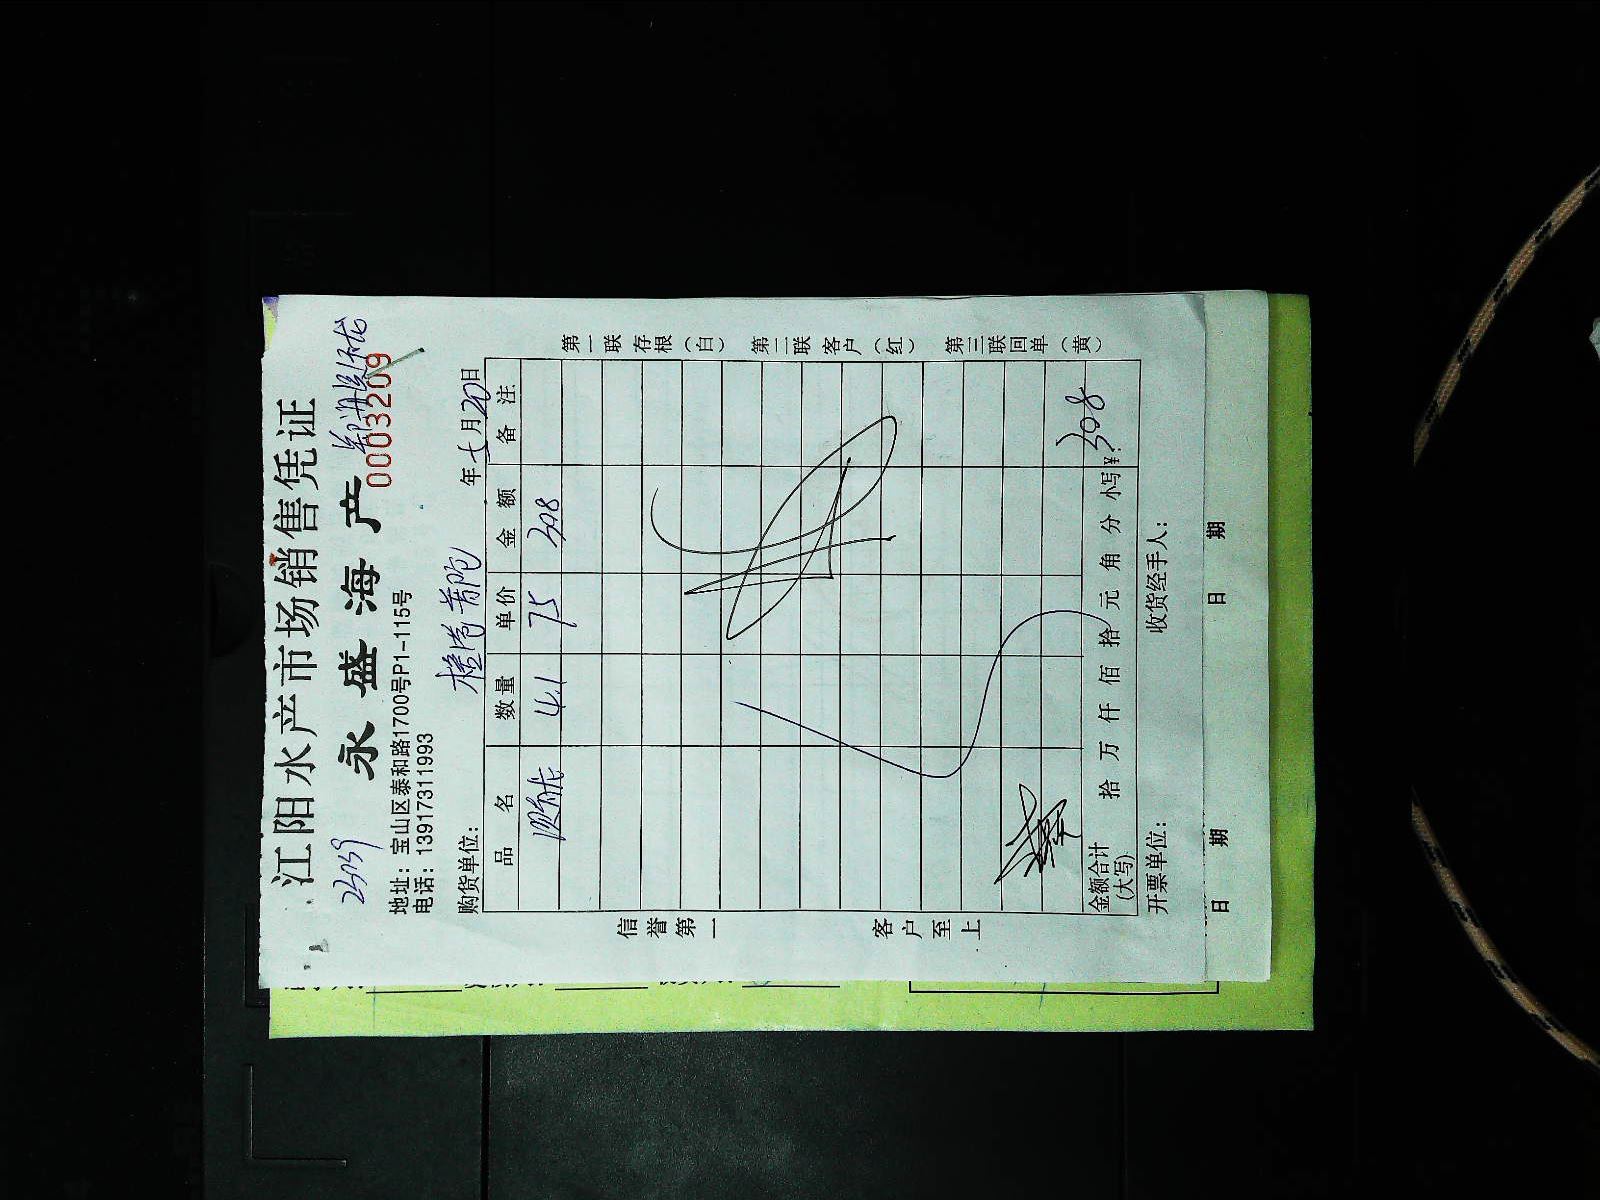 江阳水产市场销售凭证
永盛海产
0003209
地址：宝山区泰和路1700号P1-115号
电话：13917311993
购货单位：
年 七月20日
品名 数量 单价 金额 备注
4.1 75 308
金额合计(大写) 拾 万 仟 佰 拾 元 角 分 小写¥: 308
开票单位： 收货经手人：
第一联存根（白） 第二联客户（红） 第三联回单（黄）
信誉第一 客户至上
日 期 日 期